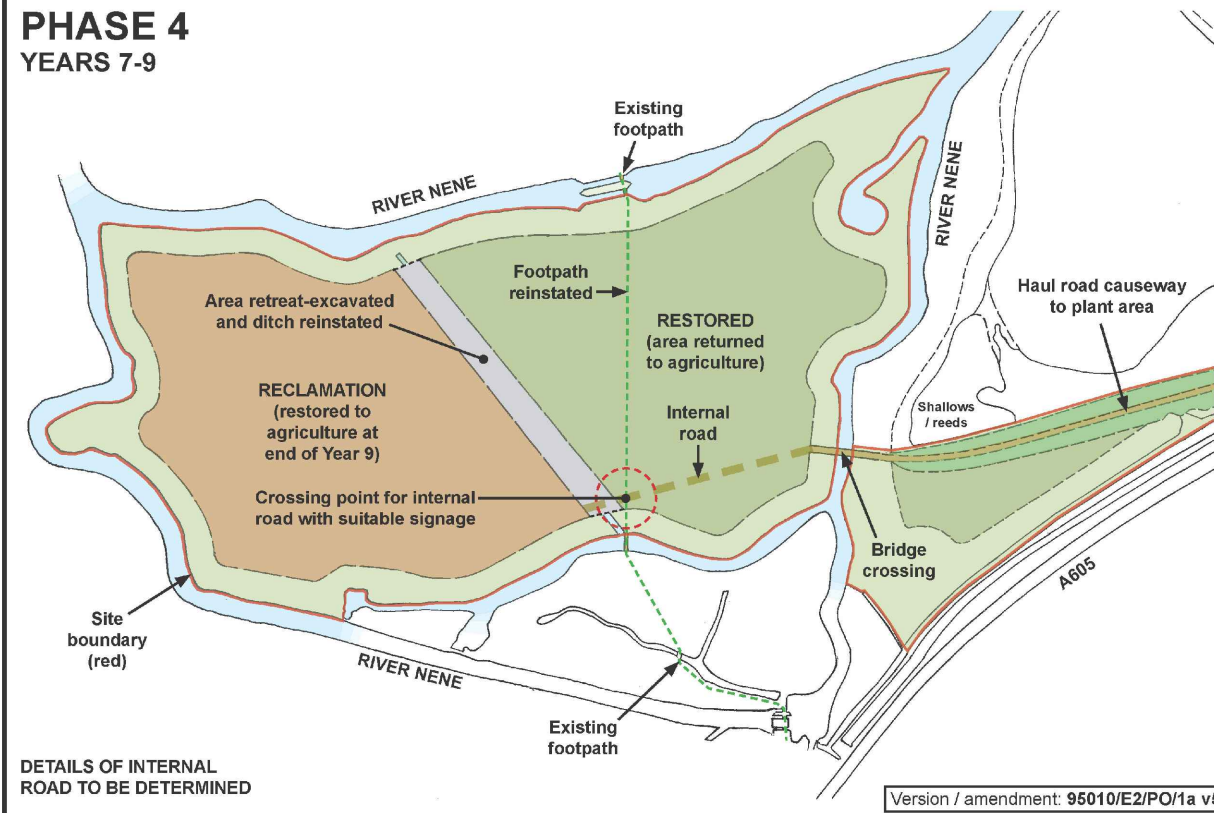 PHASE 4
YEARS 7-9
Existing
footpath
RIVER NENE
RIVER NENE
Footpath
reinstated
Area retreat-excavated
and ditch reinstated
RESTORED
(area returned
to agriculture)
Haul road causeway
to plant area
RECLAMATION
(restored to
agriculture at
end of Year 9)
Internal
road
Shallows
/ reeds
Crossing point for internal
road with suitable signage
Bridge
crossing
A605
Site
boundary
(red)
RIVER NENE
Existing
footpath
DETAILS OF INTERNAL
ROAD TO BE DETERMINED
Version / amendment: 95010/E2/PO/1a